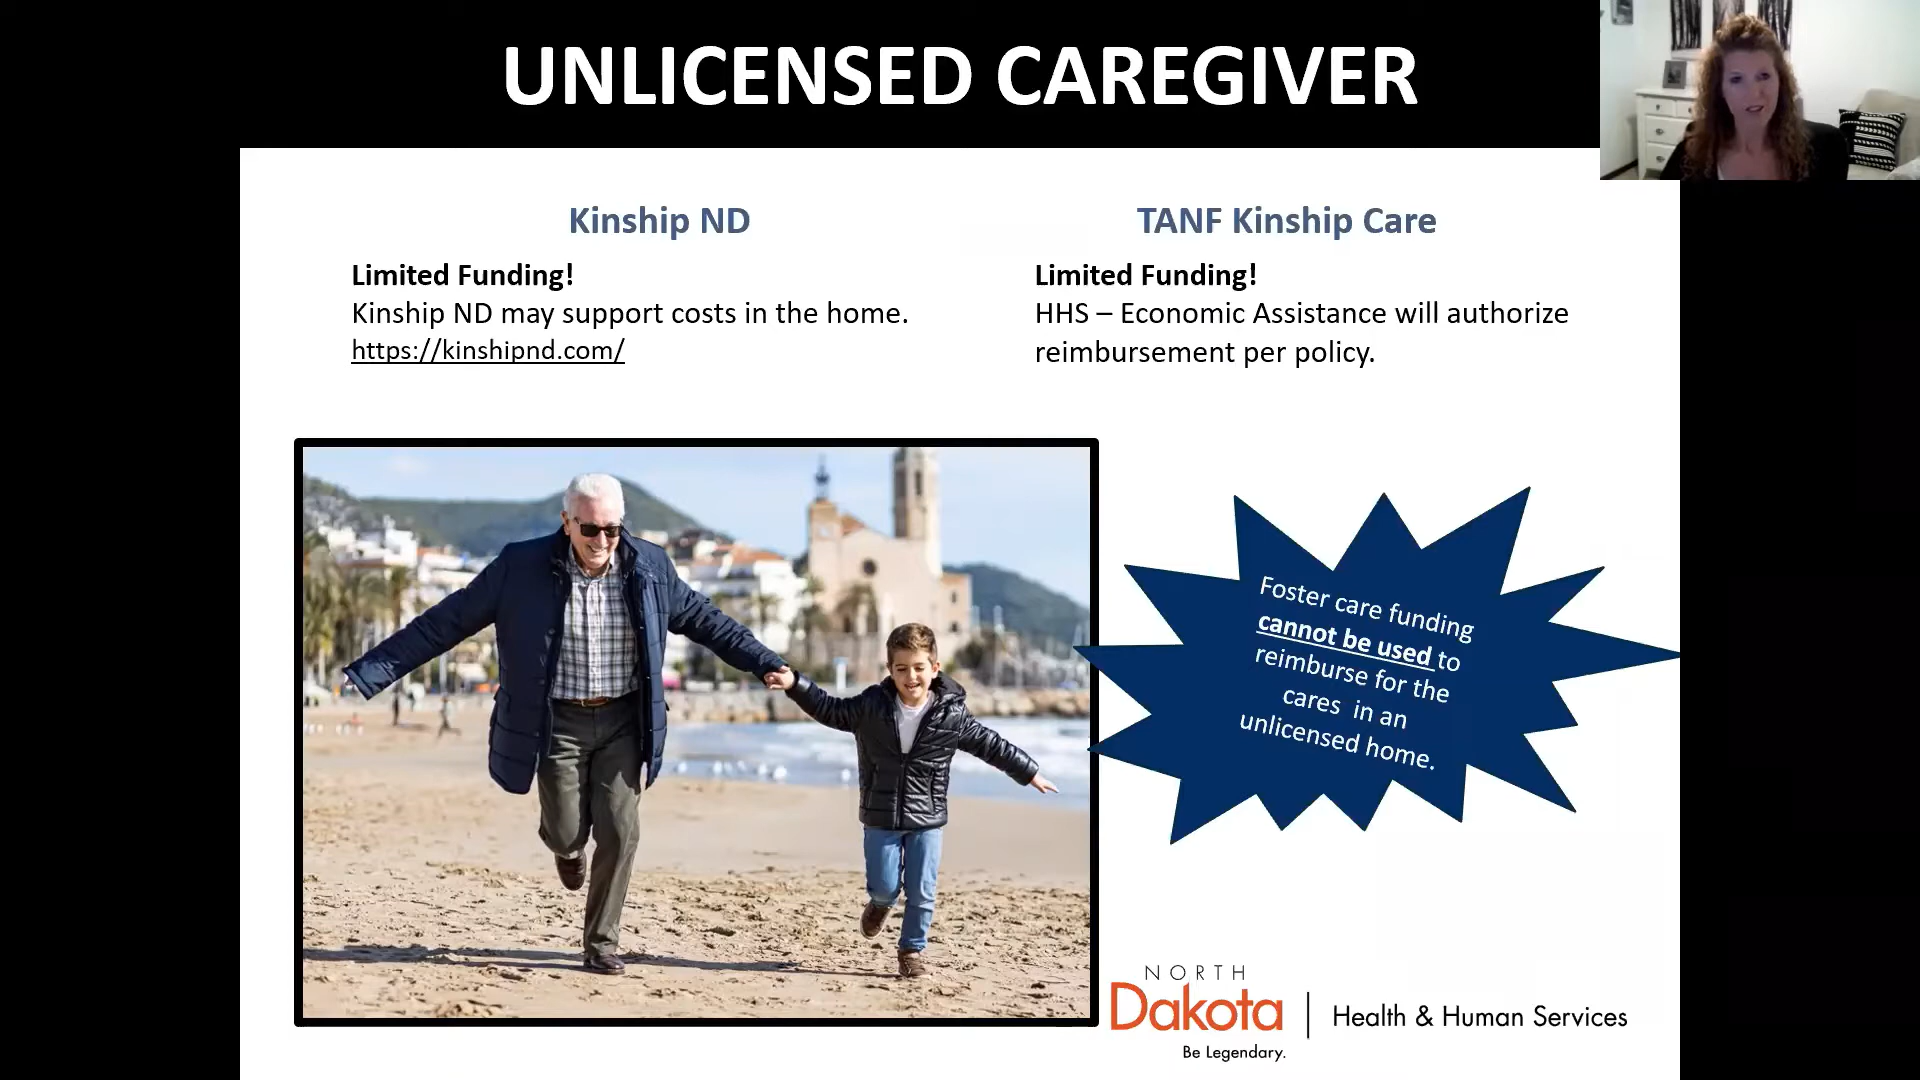 UNLICENSED CAREGIVER
Kinship ND
Limited Funding!
Kinship ND may support costs in the home.
https://kinshipnd.com/
TANF Kinship Care
Limited Funding!
HHS – Economic Assistance will authorize
reimbursement per policy.
Foster care funding
cannot be used to
reimburse for the
cares in an
unlicensed home.
NORTH
Dakota
Be Legendary.
Health & Human Services